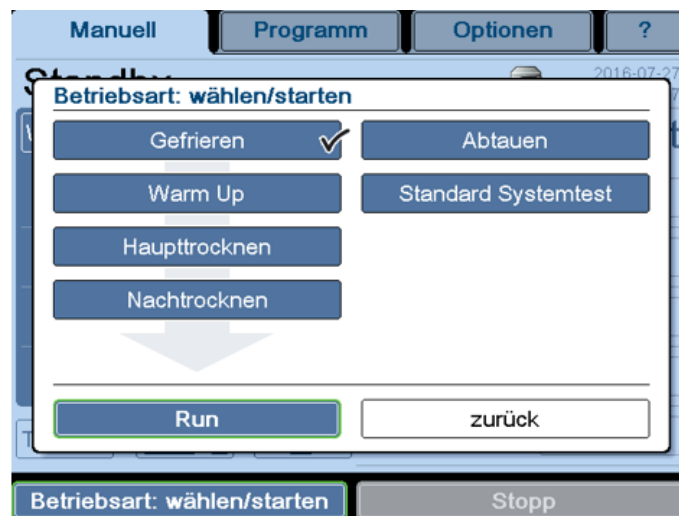 Manuell Programm Optionen ?
Standby 2016-07-27
Betriebsart: wählen/starten
Gefrieren Abtauen
Warm Up Standard Systemtest
Haupttrocknen
Nachtrocknen
Run zurück
Betriebsart: wählen/starten Stopp